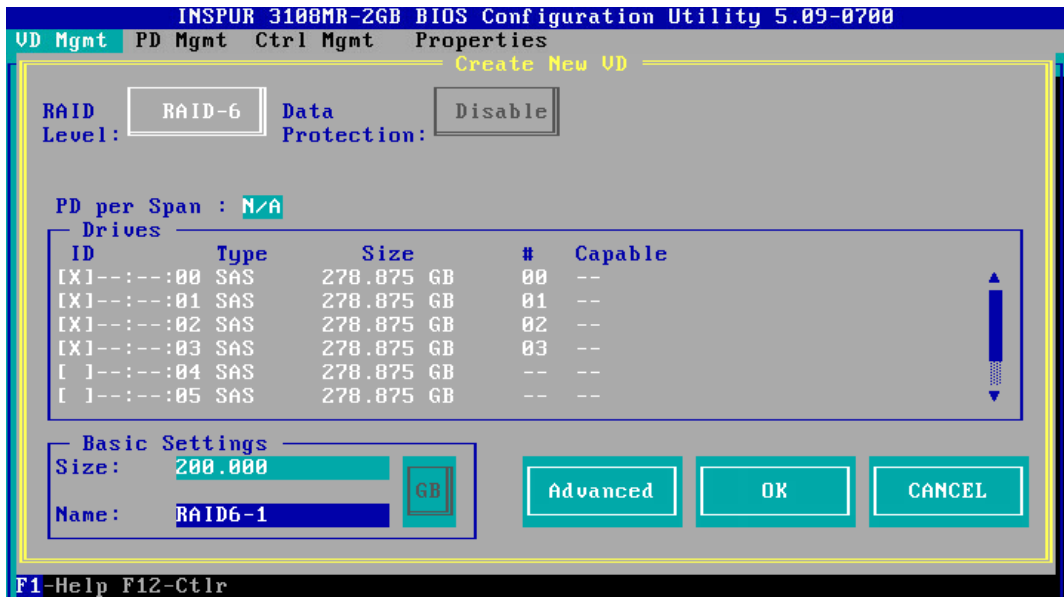 INSPUR 3108MR-2GB BIOS Configuration Utility 5.09-0700
VD Mgmt PD Mgmt Ctrl Mgmt Properties
Create New VD
RAID Level: RAID-6 Data Protection: Disable
PD per Span : N/A
Drives
ID Type Size # Capable
[X]--:--:00 SAS 278.875 GB 00 --
[X]--:--:01 SAS 278.875 GB 01 --
[X]--:--:02 SAS 278.875 GB 02 --
[X]--:--:03 SAS 278.875 GB 03 --
[ ]--:--:04 SAS 278.875 GB -- --
[ ]--:--:05 SAS 278.875 GB -- --
Basic Settings
Size: 200.000 GB
Name: RAID6-1
Advanced OK CANCEL
F1-Help F12-Ctlr